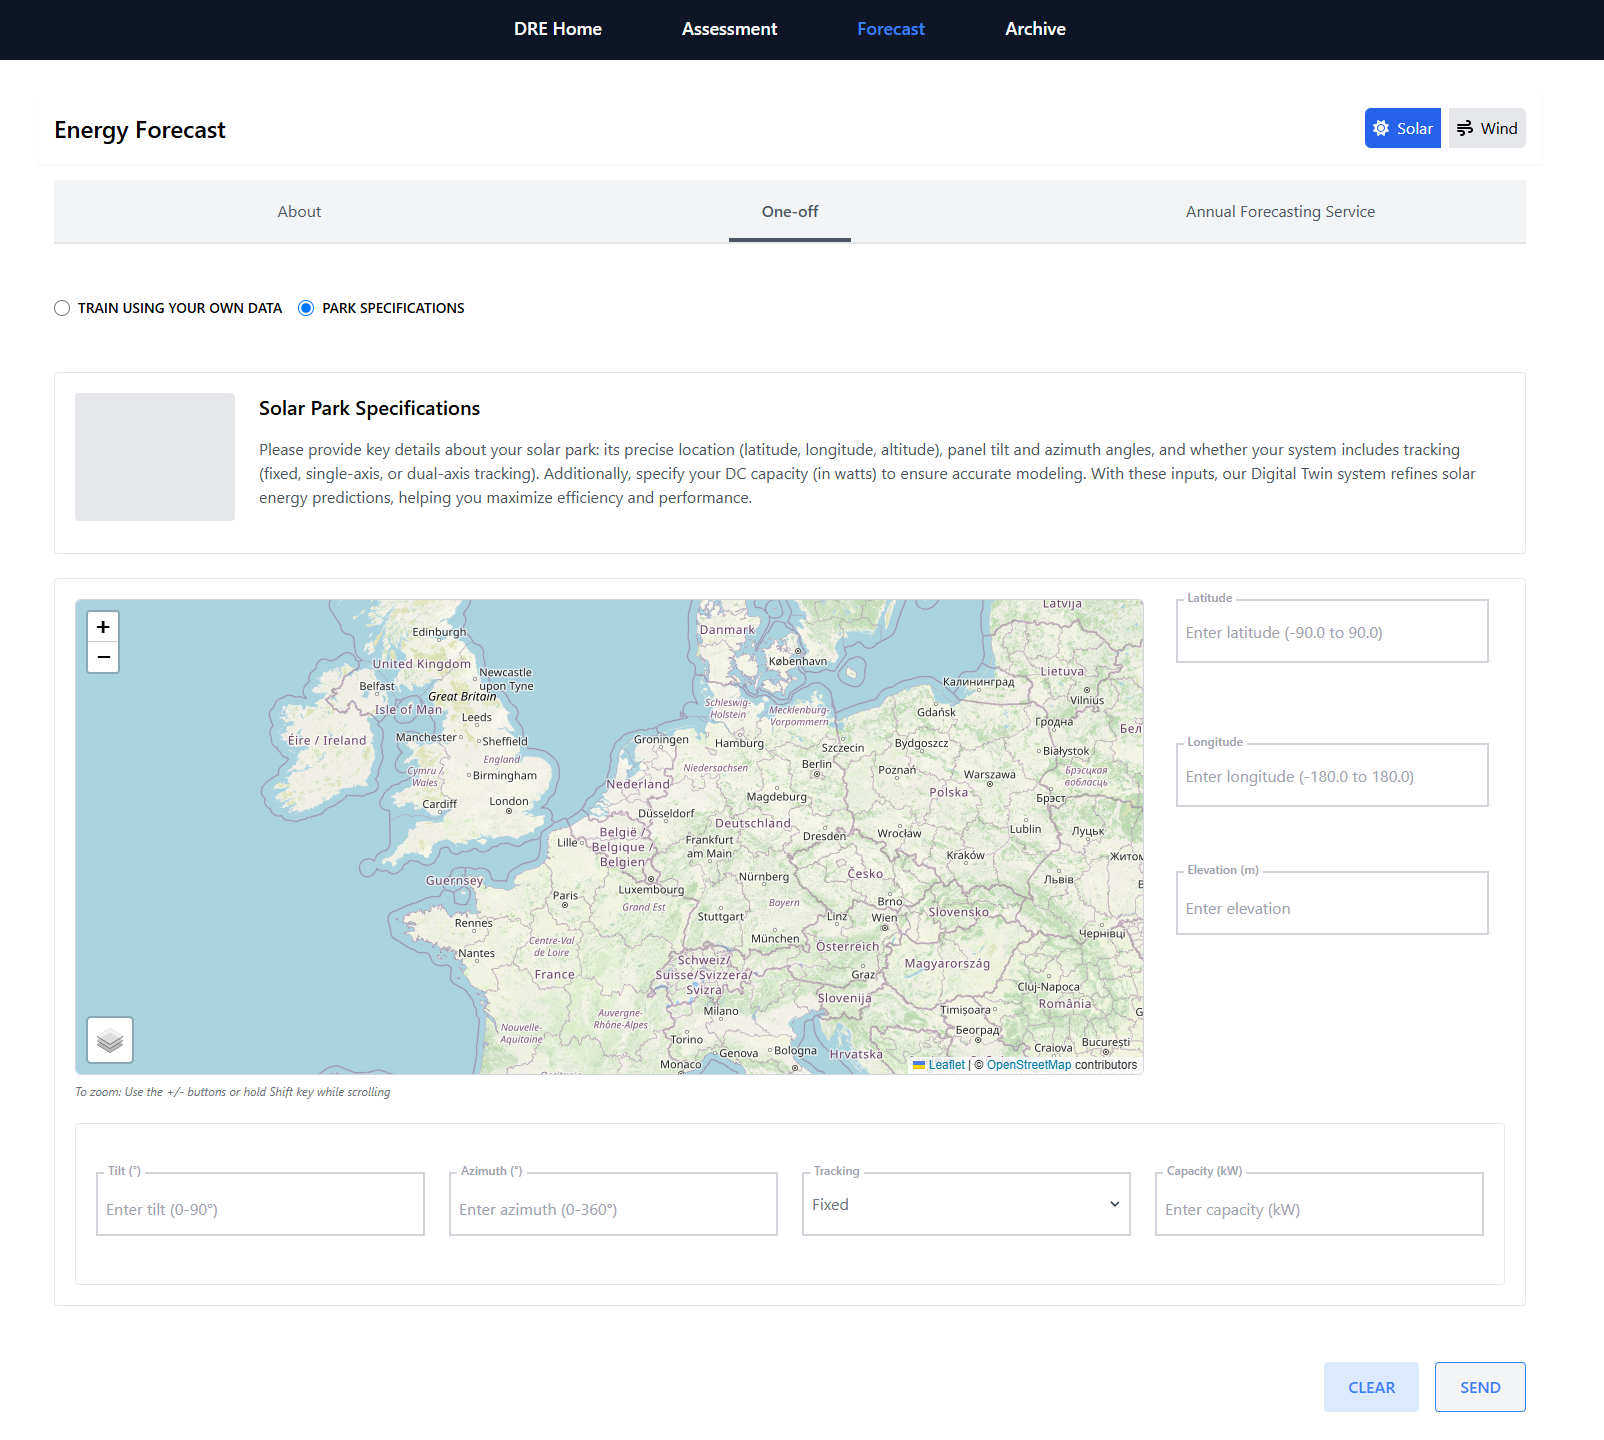 DRE Home
Assessment
Forecast
Archive
Energy Forecast
Solar
Wind
About
One-off
Annual Forecasting Service
TRAIN USING YOUR OWN DATA
PARK SPECIFICATIONS
Solar Park Specifications
Please provide key details about your solar park: its precise location (latitude, longitude, altitude), panel tilt and azimuth angles, and whether your system includes tracking
(fixed, single-axis, or dual-axis tracking). Additionally, specify your DC capacity (in watts) to ensure accurate modeling. With these inputs, our Digital Twin system refines solar
energy predictions, helping you maximize efficiency and performance.
+
−
Edinburgh
United Kingdom
Newcastle
upon Tyne
Belfast
Great Britain
Isle of Man
Leeds
Éire / Ireland
Manchester
Sheffield
England
Cymru /
Wales
Birmingham
Cardiff
London
Guernsey
Danmark
København
Latvija
Lietuva
Vilnius
Калининград
Гродна
Schleswig-
Holstein
Mecklenburg-
Vorpommern
Gdańsk
Groningen
Hamburg
Szczecin
Bydgoszcz
Białystok
Niedersachsen
Berlin
Poznań
Warszawa
Брэсцкая
вобласць
Nederland
Magdeburg
Polska
Брэст
Düsseldorf
Deutschland
Lublin
Луцьк
Lille
België /
Belgique /
Belgien
Frankfurt
am Main
Dresden
Wrocław
Kraków
Česko
Львів
Nürnberg
Luxembourg
Paris
Grand Est
Bayern
Brno
Stuttgart
Linz
Wien
Slovensko
Rennes
Чернівці
Centre-Val
de Loire
München
Österreich
Nantes
France
Schweiz/
Suisse/Svizzera/
Svizra
Graz
Magyarország
Cluj-Napoca
Slovenija
România
Auvergne-
Rhône-Alpes
Milano
Timișoara
Nouvelle-
Aquitaine
Torino
Genova
Bologna
Hrvatska
Београд
Craiova
București
Monaco
Leaflet | © OpenStreetMap contributors
To zoom: Use the +/- buttons or hold Shift key while scrolling
Latitude
Enter latitude (-90.0 to 90.0)
Longitude
Enter longitude (-180.0 to 180.0)
Elevation (m)
Enter elevation
Tilt (°)
Enter tilt (0-90°)
Azimuth (°)
Enter azimuth (0-360°)
Tracking
Fixed
Capacity (kW)
Enter capacity (kW)
CLEAR
SEND